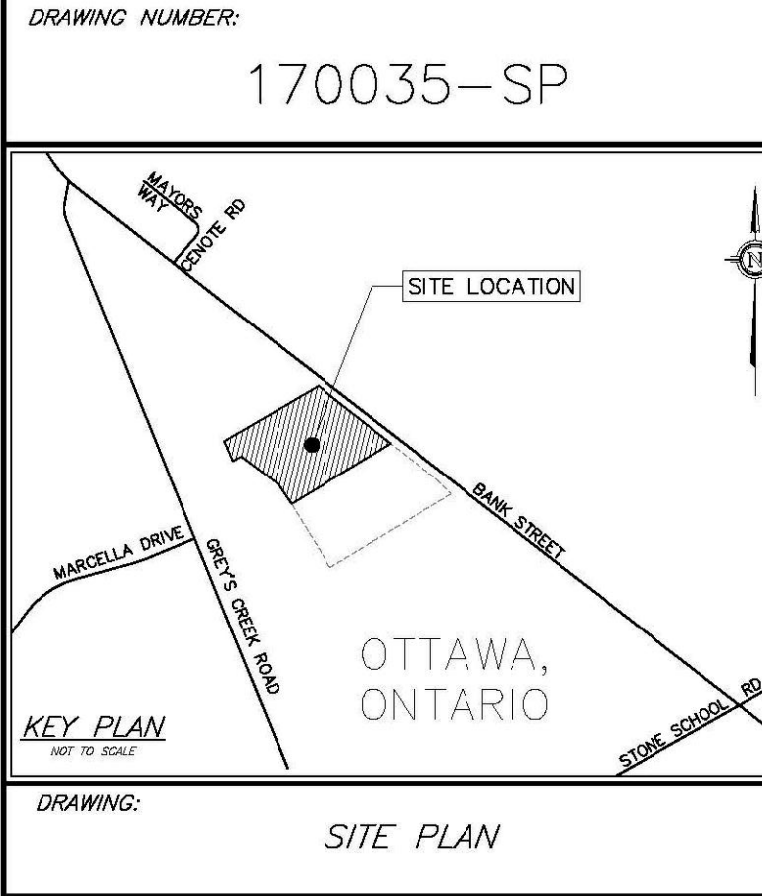 DRAWING NUMBER:
170035-SP
MAYORS
WAY
CENOTE RD
N
SITE LOCATION
BANK STREET
MARCELLA DRIVE
GREY'S CREEK ROAD
OTTAWA,
ONTARIO
KEY PLAN
NOT TO SCALE
STONE SCHOOL RD
DRAWING:
SITE PLAN